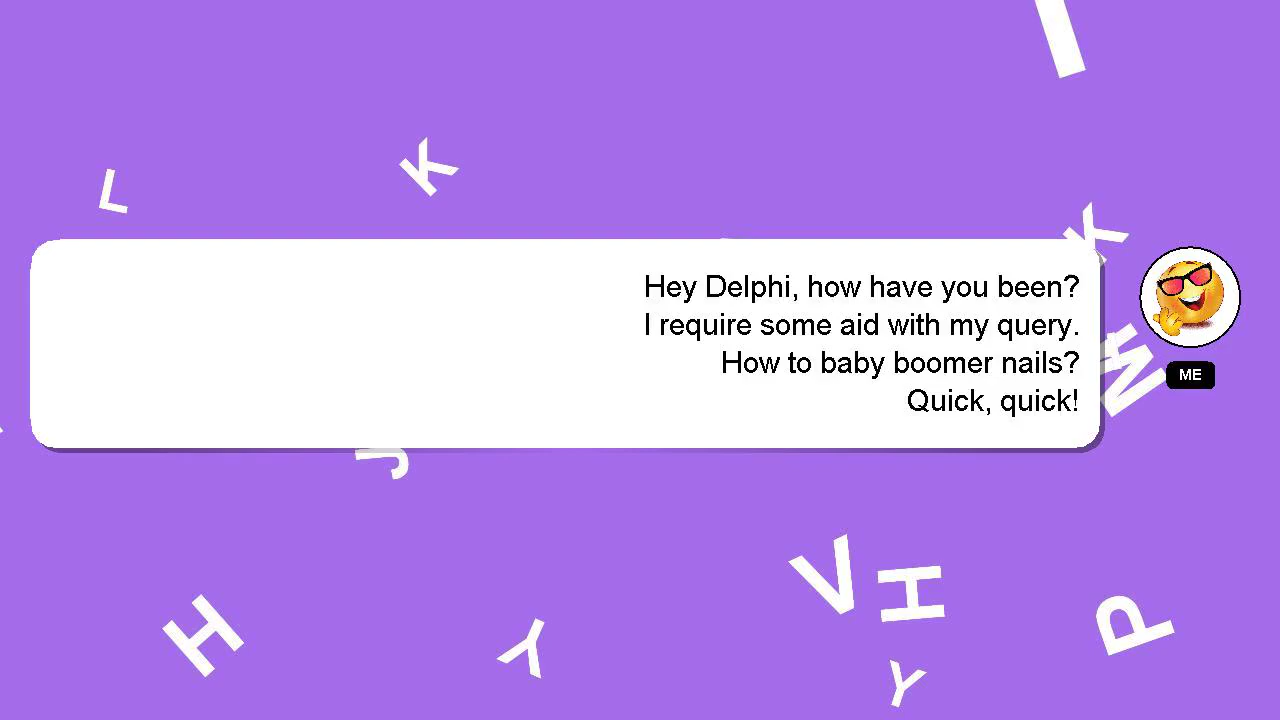 Hey Delphi, how have you been?
I require some aid with my query.
How to baby boomer nails?
Quick, quick!
ME
I
K
L
K
M
J
V
H
H
P
Y
Y